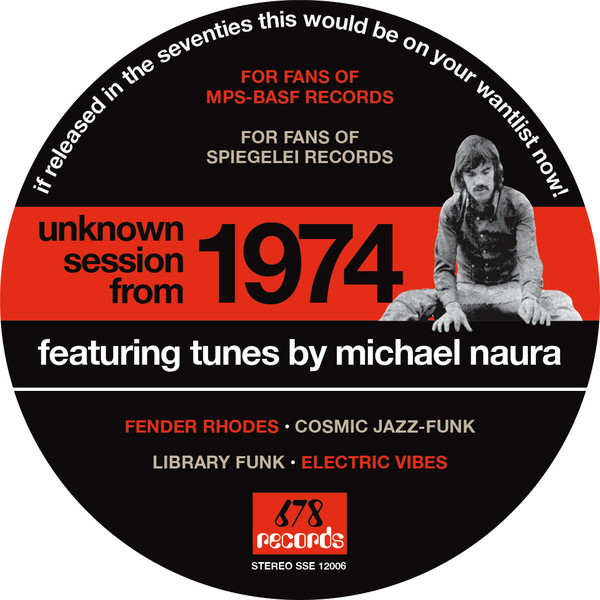 if released in the seventies this would be on your wantlist now!
FOR FANS OF
MPS-BASF RECORDS
FOR FANS OF
SPIEGELEI RECORDS
unknown
session
from
1974
featuring tunes by michael naura
FENDER RHODES • COSMIC JAZZ-FUNK
LIBRARY FUNK • ELECTRIC VIBES
678
records
STEREO SSE 12006